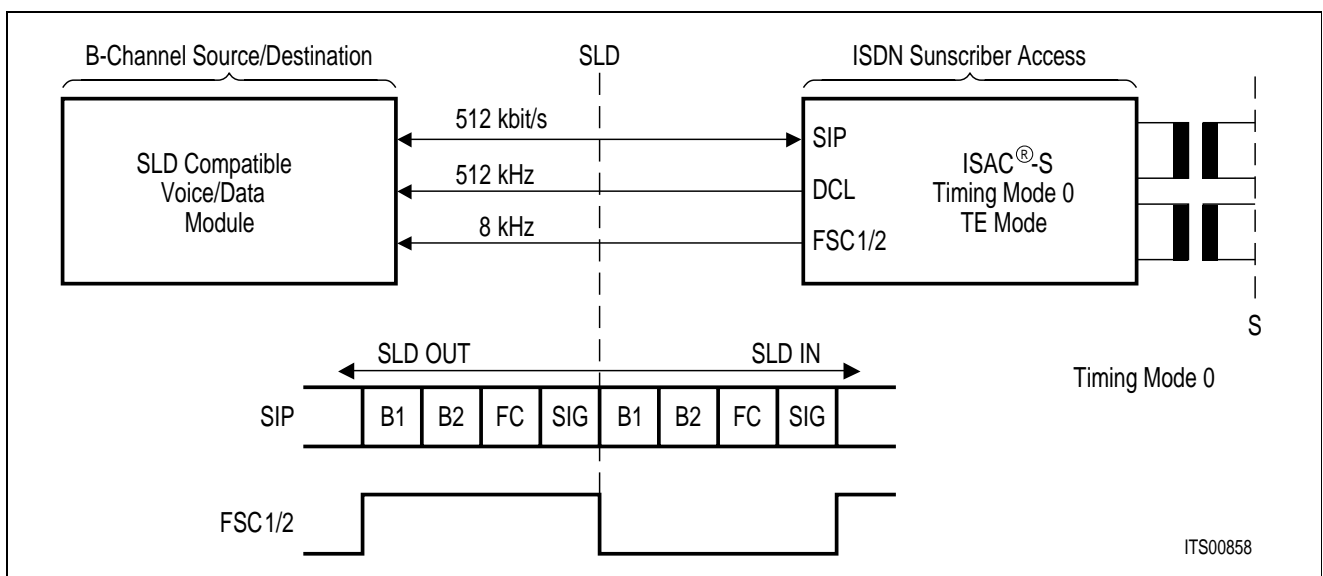 B-Channel Source/Destination
SLD
ISDN Sunscriber Access
512 kbit/s
SIP
SLD Compatible
Voice/Data
Module
512 kHz
DCL
ISAC®-S
Timing Mode 0
TE Mode
8 kHz
FSC1/2
S
SLD OUT
SLD IN
Timing Mode 0
SIP
B1 B2 FC SIG B1 B2 FC SIG
FSC1/2
ITS00858